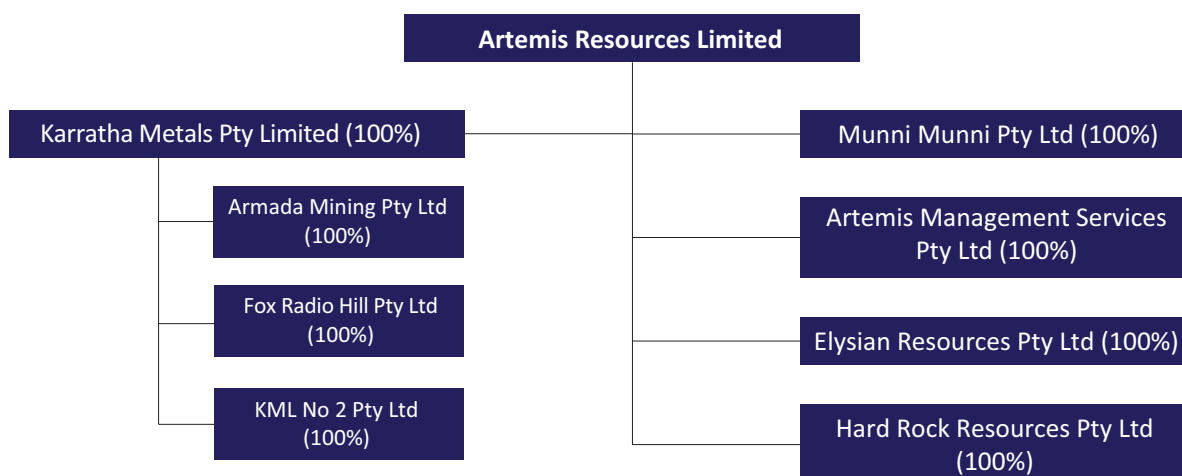 Artemis Resources Limited
Karratha Metals Pty Limited (100%)
Armada Mining Pty Ltd
(100%)
Fox Radio Hill Pty Ltd
(100%)
KML No 2 Pty Ltd
(100%)
Munni Munni Pty Ltd (100%)
Artemis Management Services
Pty Ltd (100%)
Elysian Resources Pty Ltd (100%)
Hard Rock Resources Pty Ltd
(100%)